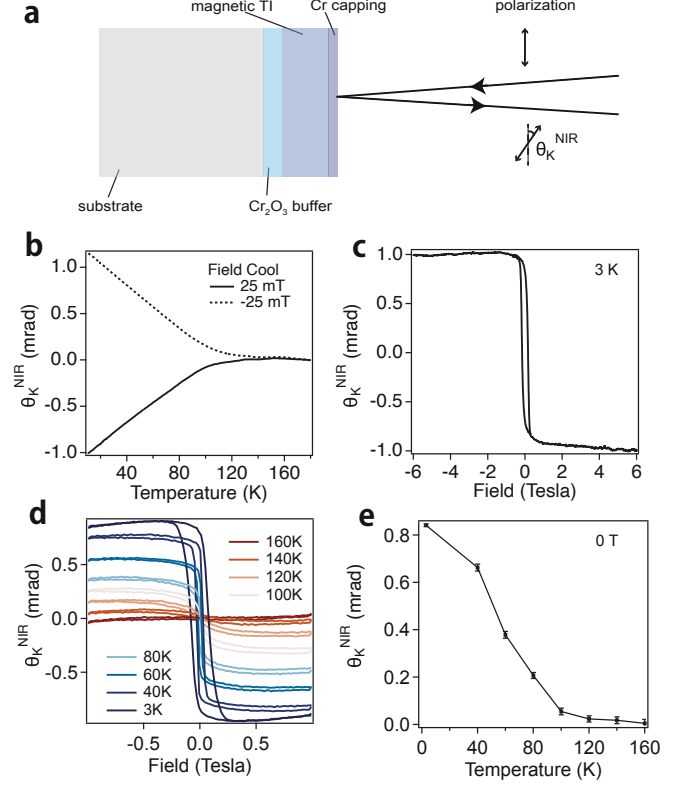 a
magnetic TI
Cr capping
polarization
θ_K^NIR
substrate
Cr₂O₃ buffer
b
θ_K^NIR (mrad)
1.0
0.5
0.0
-0.5
-1.0
Field Cool
25 mT
-25 mT
40
80
120
160
Temperature (K)
c
θ_K^NIR (mrad)
1.0
0.5
0.0
-0.5
-1.0
3 K
-6
-4
-2
0
2
4
6
Field (Tesla)
d
θ_K^NIR (mrad)
0.5
0.0
-0.5
160K
140K
120K
100K
80K
60K
40K
3K
-0.5
0.0
0.5
Field (Tesla)
e
θ_K^NIR (mrad)
0.8
0.6
0.4
0.2
0.0
0 T
0
40
80
120
160
Temperature (K)